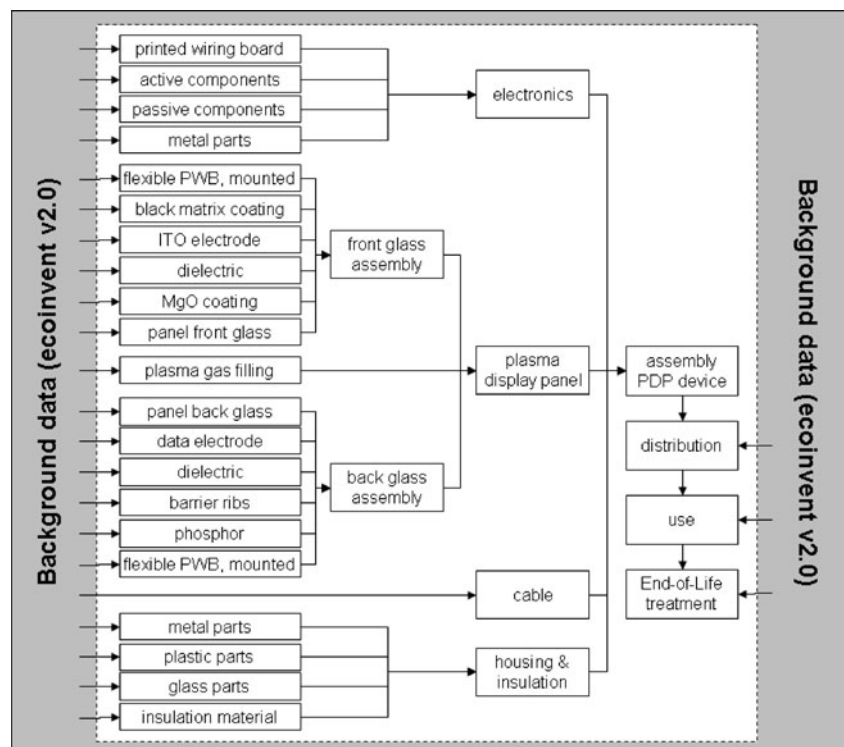 Background data (ecoinvent v2.0)
printed wiring board
active components
passive components
metal parts
electronics
flexible PWB, mounted
black matrix coating
ITO electrode
dielectric
MgO coating
panel front glass
front glass
assembly
plasma gas filling
plasma
display panel
panel back glass
data electrode
dielectric
barrier ribs
phosphor
flexible PWB, mounted
back glass
assembly
cable
metal parts
plastic parts
glass parts
insulation material
housing &
insulation
assembly
PDP device
distribution
use
End-of-Life
treatment
Background data (ecoinvent v2.0)